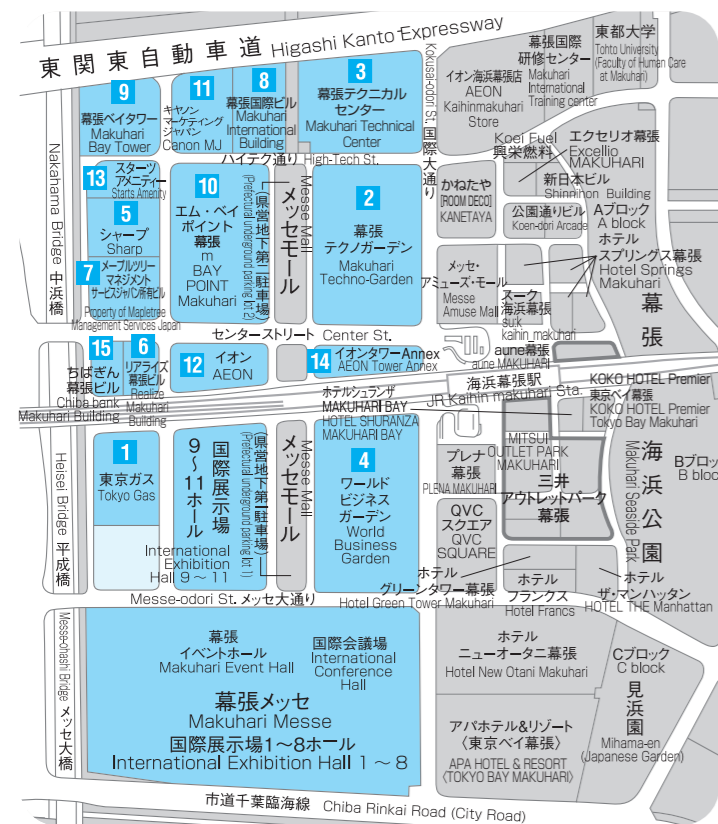 東関東自動車道 Higashi Kanto Expressway
東都大学
Tohto University
(Faculty of Human Care
at Makuhari)
幕張国際
研修センター
Makuhari
International
Training center
イオン海浜幕張店
AEON
Kaihinmakuhari
Store
Kokusai-odori St. 国際大通り
9
幕張ベイタワー
Makuhari
Bay Tower
11
キヤノン
マーケティング
ジャパン
Canon MJ
8
幕張国際ビル
Makuhari
International
Building
3
幕張テクニカル
センター
Makuhari Technical
Center
ハイテク通り High-Tech St.
Koei Fuel
興栄燃料
エクセリオ幕張
Excellio
MAKUHARI
新日本ビル
Shinnihon Building
かねたや
[ROOM DECO]
KANETAYA
公園通りビル
Koen-dori Arcade
Aブロック
A block
ホテル
スプリングス幕張
Hotel Springs
Makuhari
Nakahama Bridge 中浜橋
13
スターツ
アメニティー
Starts Amenity
5
シャープ
Sharp
7
メープルツリー
マネジメント
サービスジャパン所有ビル
Property of Mapletree
Management Services Japan
10
エム・ベイ
ポイント
幕張
m
BAY
POINT
Makuhari
(県営地下第二駐車場)
(Prefectural underground parking lot 2)
メッセモール
Messe Mall
2
幕張
テクノガーデン
Makuhari
Techno-Garden
メッセ・
アミューズ・モール
Messe
Amuse Mall
スーク
海浜幕張
su:k
kaihin_makuhari
aune幕張
aune MAKUHARI
センターストリート Center St.
15
ちばぎん
幕張ビル
Chiba bank
Makuhari Building
6
リアライズ
幕張ビル
Realize
Makuhari
Building
12
イオン
AEON
14
イオンタワーAnnex
AEON Tower Annex
海浜幕張駅
JR Kaihin makuhari Sta.
ホテルシュランザ
MAKUHARI BAY
HOTEL SHURANZA
MAKUHARI BAY
KOKO HOTEL Premier
東京ベイ幕張
KOKO HOTEL Premier
Tokyo Bay Makuhari
幕張海浜公園
Makuhari Seaside Park
Bブロッ
B bloc
Heisei Bridge 平成橋
1
東京ガス
Tokyo Gas
国際展示場
9～11ホール
International
Exhibition
Hall 9～11
(県営地下第一駐車場)
(Prefectural underground parking lot 1)
メッセモール
Messe Mall
4
ワールド
ビジネス
ガーデン
World
Business
Garden
プレナ
幕張
PLENA MAKUHARI
MITSUI
OUTLET PARK
MAKUHARI
三井
アウトレットパーク
幕張
QVC
スクエア
QVC
SQUARE
ホテル
グリーンタワー幕張
Hotel Green Tower Makuhari
ホテル
フランクス
Hotel Francs
ホテル
ザ・マンハッタン
HOTEL THE Manhattan
Messe-odori St. メッセ大通り
Messe-ohashi Bridge メッセ大橋
幕張
イベントホール
Makuhari Event Hall
国際会議場
International
Conference
Hall
幕張メッセ
Makuhari Messe
国際展示場1～8ホール
International Exhibition Hall 1～8
ホテル
ニューオータニ幕張
Hotel New Otani Makuhari
Cブロック
C block
見浜園
Mihama-en
(Japanese Garden)
アパホテル&リゾート
〈東京ベイ幕張〉
APA HOTEL & RESORT
〈TOKYO BAY MAKUHARI〉
市道千葉臨海線 Chiba Rinkai Road (City Road)